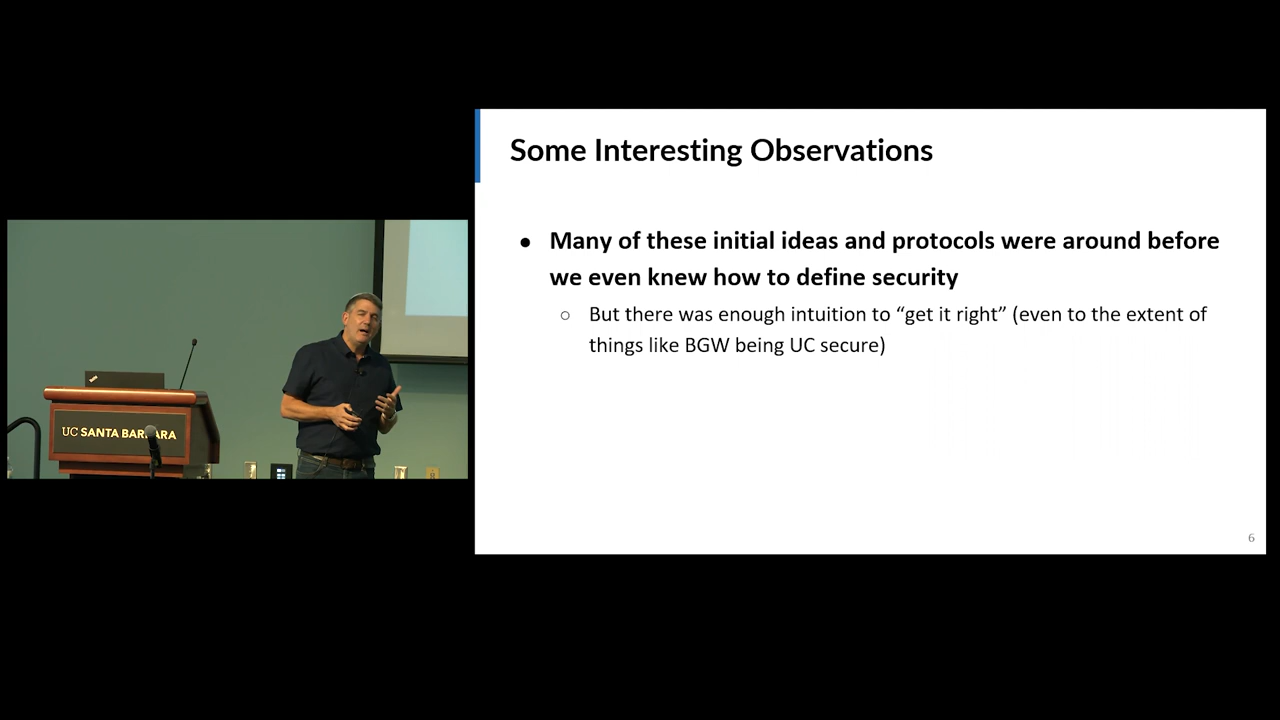 Some Interesting Observations
● Many of these initial ideas and protocols were around before
we even knew how to define security
○ But there was enough intuition to “get it right” (even to the extent of
things like BGW being UC secure)
6
UC SANTA BARBARA